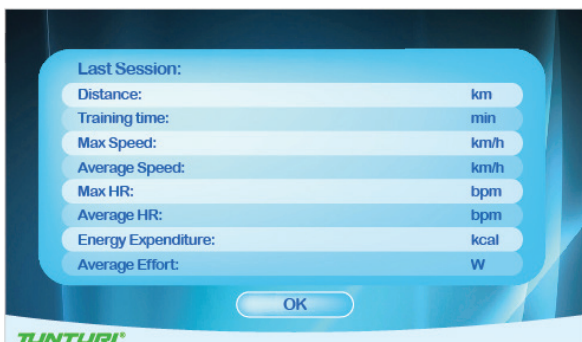 Last Session:
Distance: km
Training time: min
Max Speed: km/h
Average Speed: km/h
Max HR: bpm
Average HR: bpm
Energy Expenditure: kcal
Average Effort: W
OK
TUNTURI®